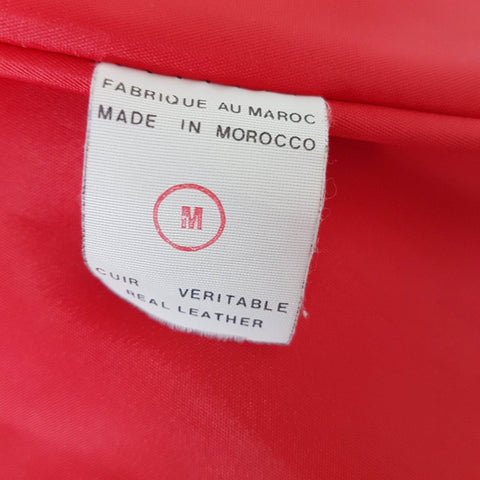 FABRIQUE AU MAROC
MADE IN MOROCCO
M
CUIR VERITABLE
REAL LEATHER